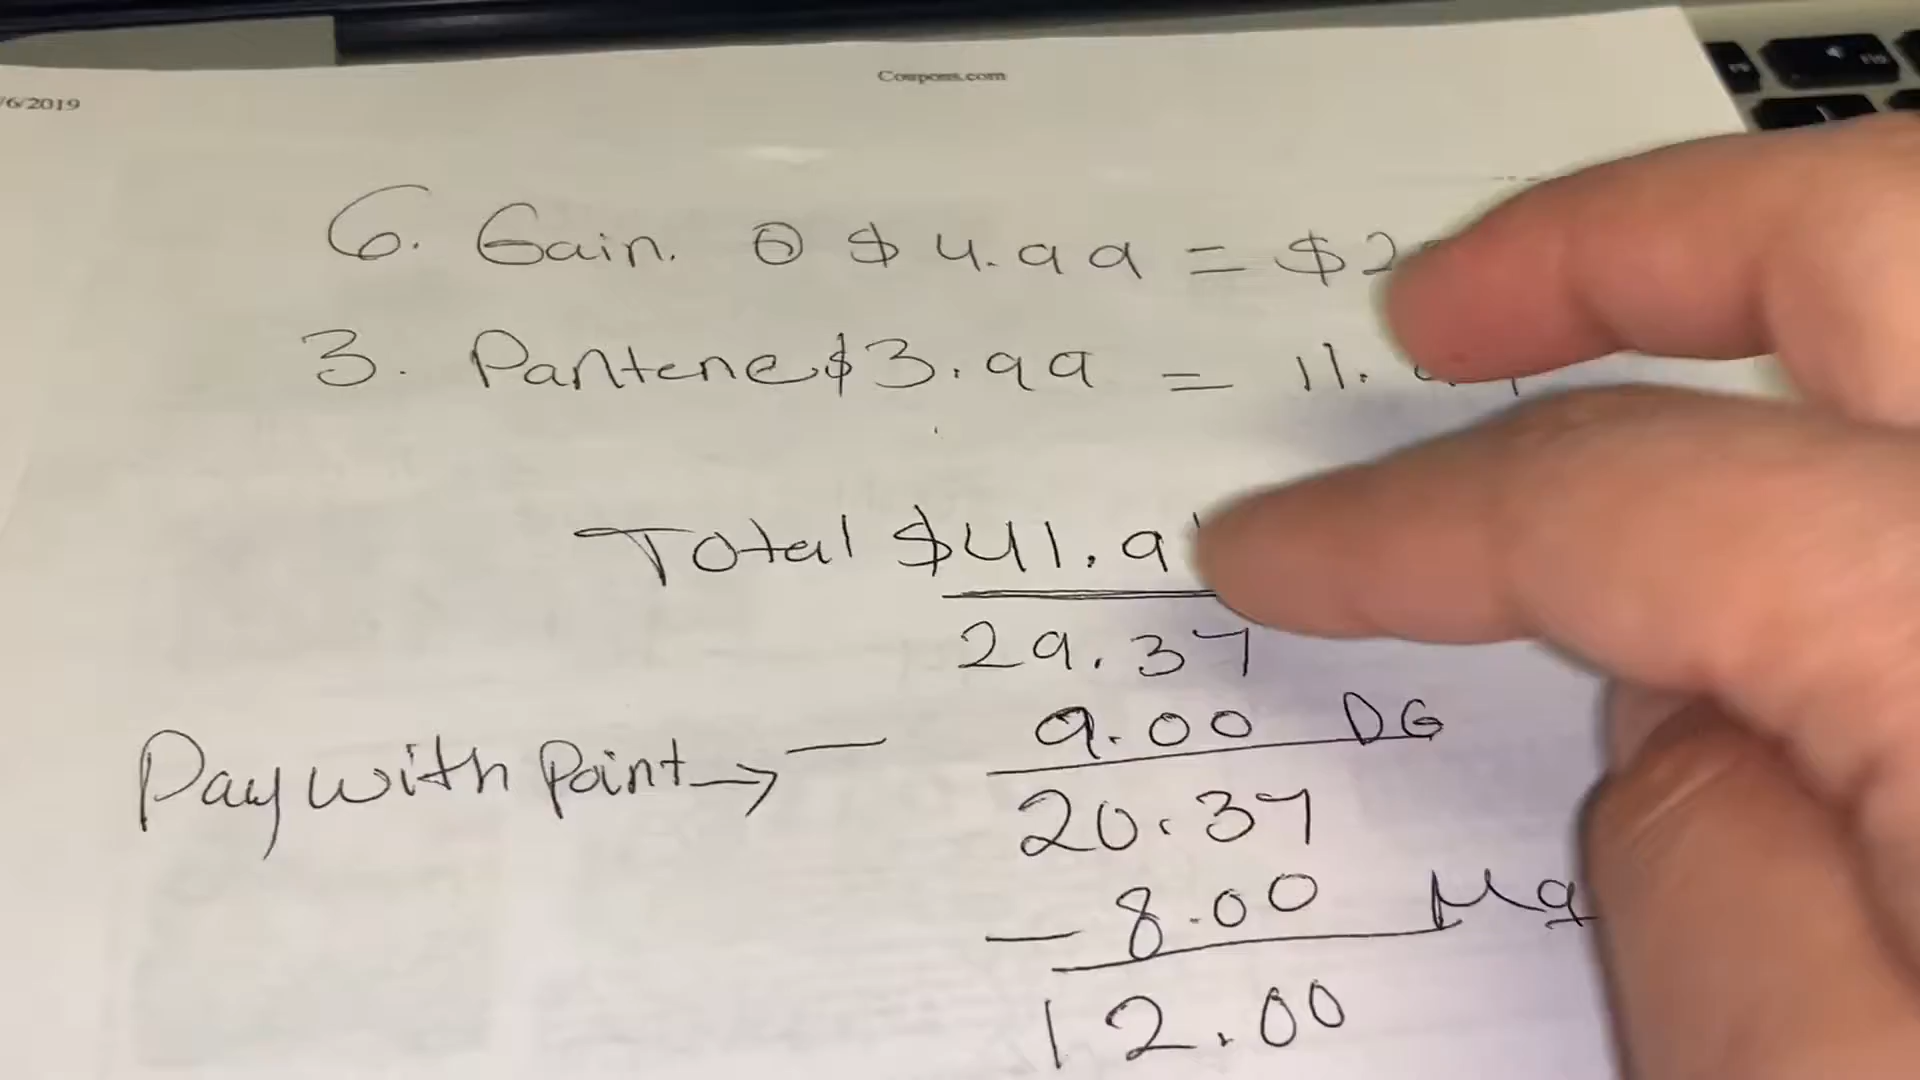 /6/2019
Coupons.com
6. Gain. @ $4.99 = $2
3. Pantene $3.99 = 11.
Total $41.9
29.37
9.00 DG
Pay with Point → —
20.37
— 8.00 Mq
12.00